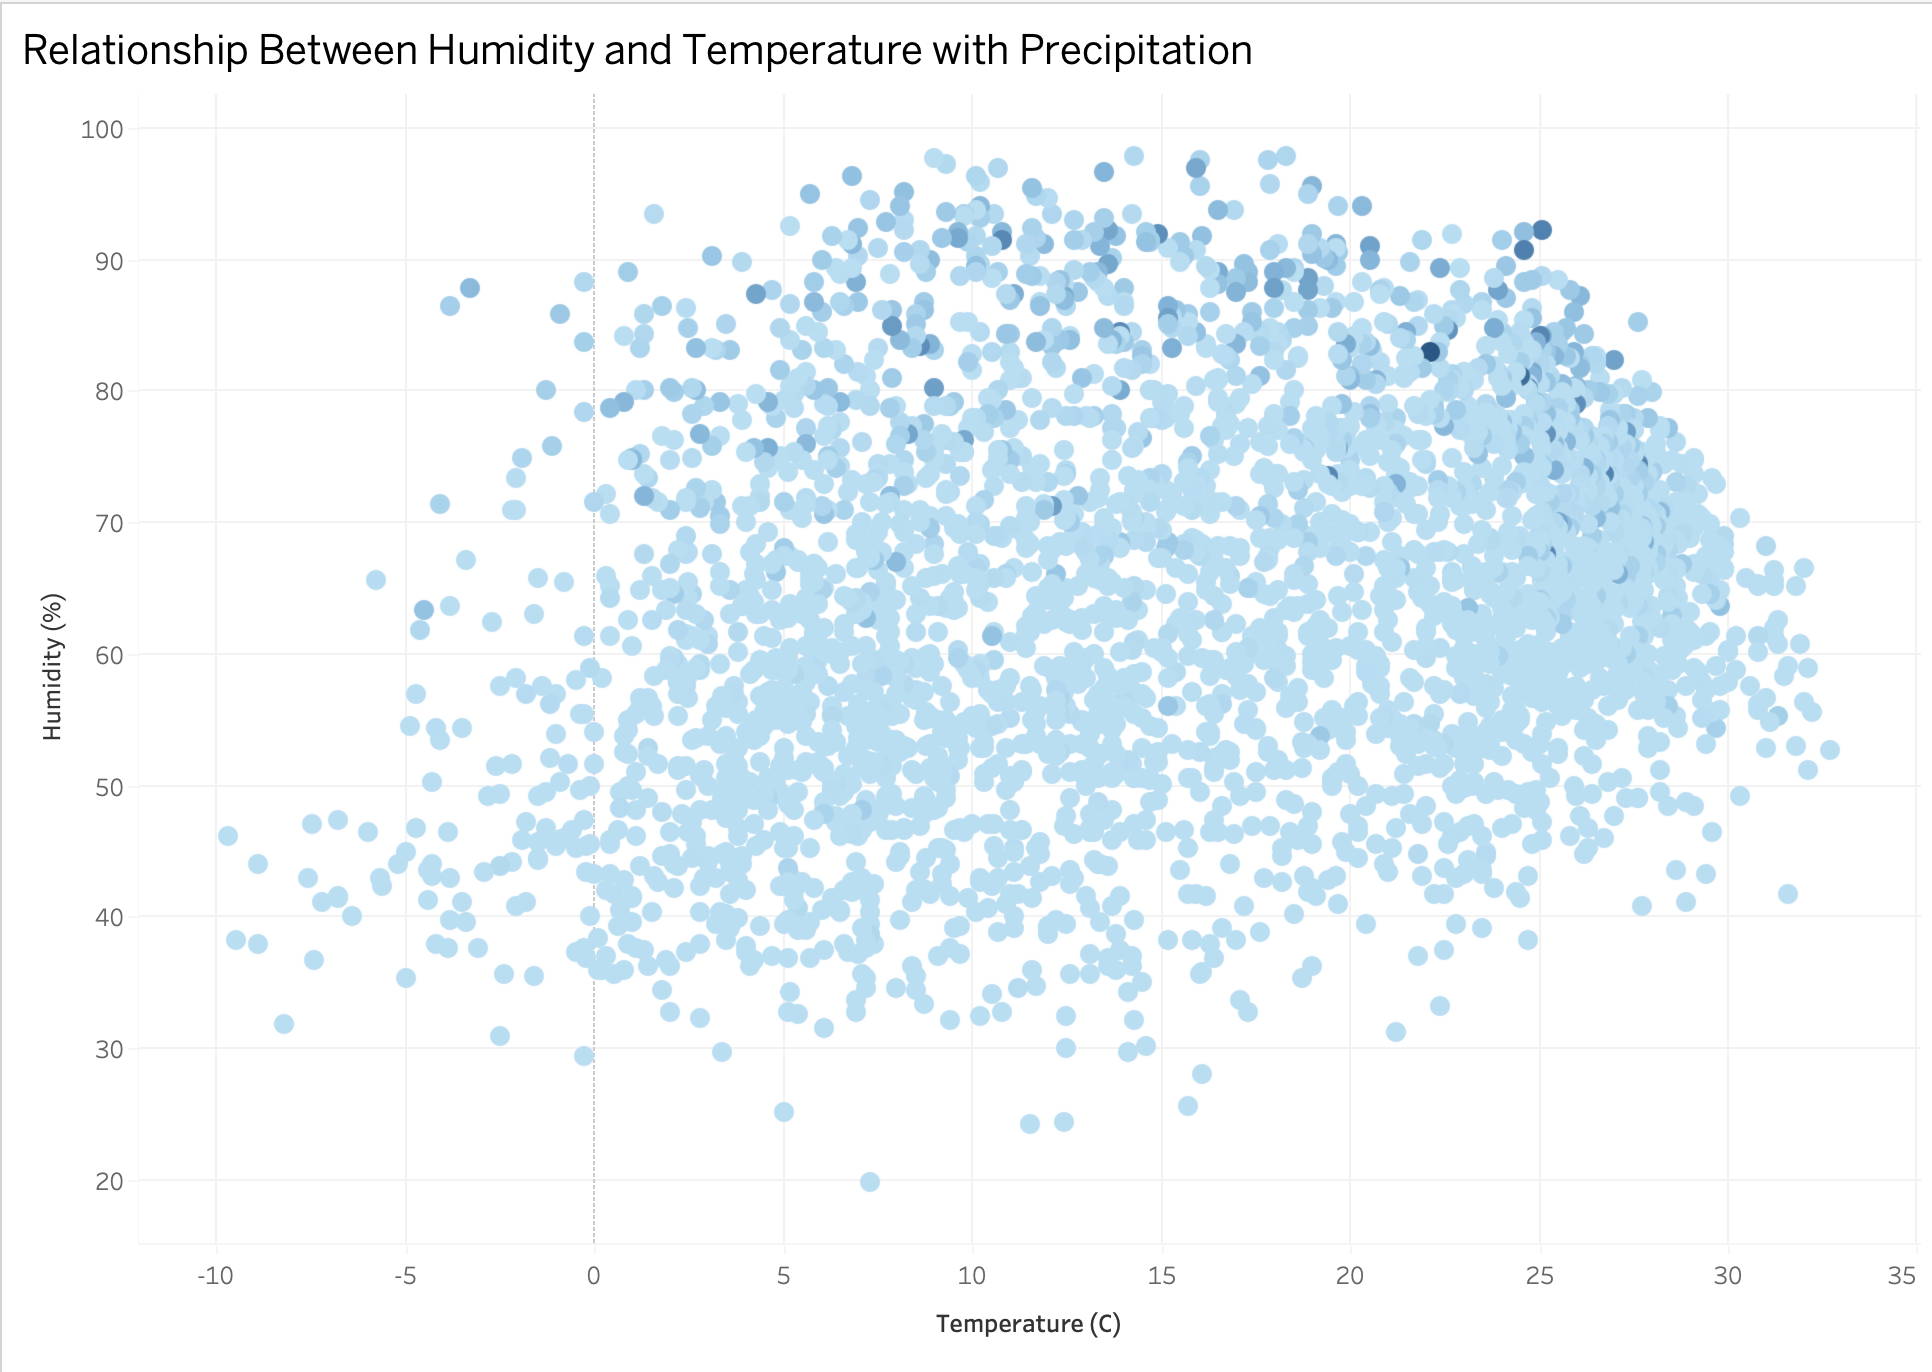 Relationship Between Humidity and Temperature with Precipitation
100
90
80
70
60
50
40
30
20
Humidity (%)
-10 -5 0 5 10 15 20 25 30 35
Temperature (C)